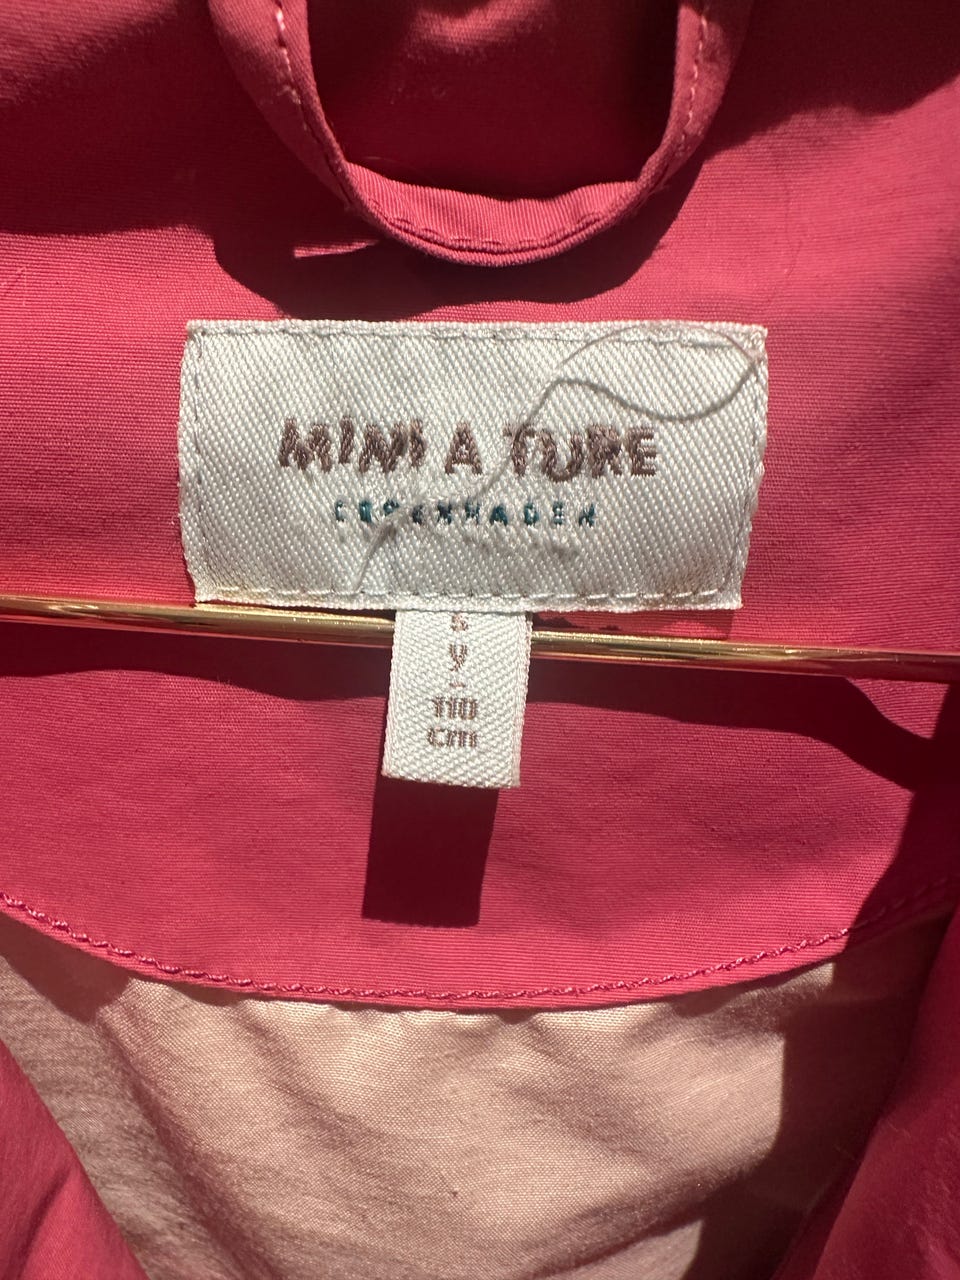 MINI A TURE
COPENHAGEN
5
y
-
110
cm